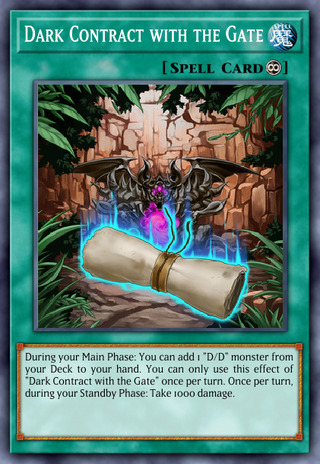 Dark Contract with the Gate 魔
[Spell Card]
During your Main Phase: You can add 1 "D/D" monster from
your Deck to your hand. You can only use this effect of
"Dark Contract with the Gate" once per turn. Once per turn,
during your Standby Phase: Take 1000 damage.